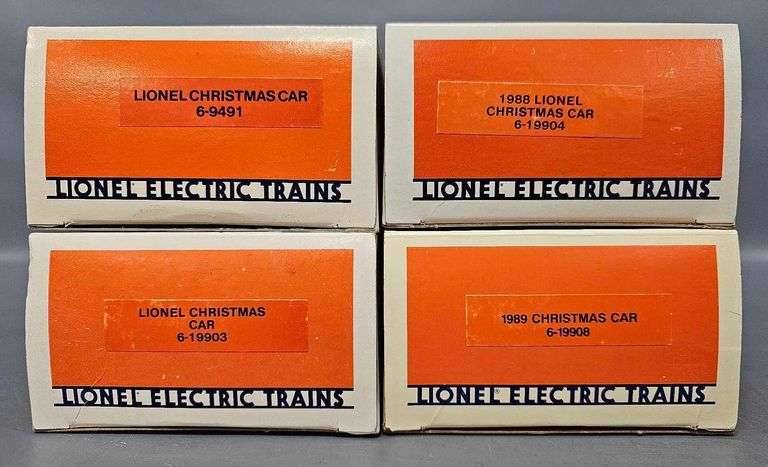 LIONEL CHRISTMAS CAR
6-9491
LIONEL ELECTRIC TRAINS
1988 LIONEL
CHRISTMAS CAR
6-19904
LIONEL ELECTRIC TRAINS
LIONEL CHRISTMAS
CAR
6-19903
LIONEL ELECTRIC TRAINS
1989 CHRISTMAS CAR
6-19908
LIONEL® ELECTRIC TRAINS